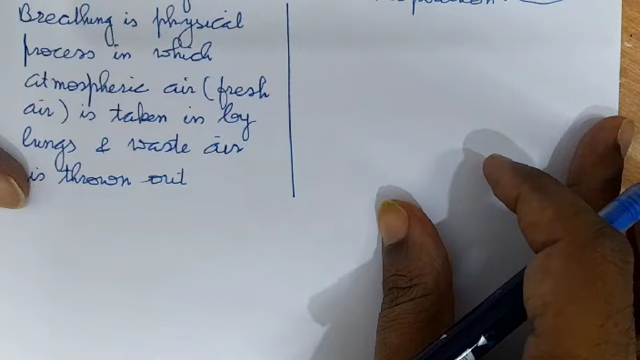 Breathing is physical
process in which
atmospheric air (fresh
air) is taken in by
lungs & waste air
is thrown out